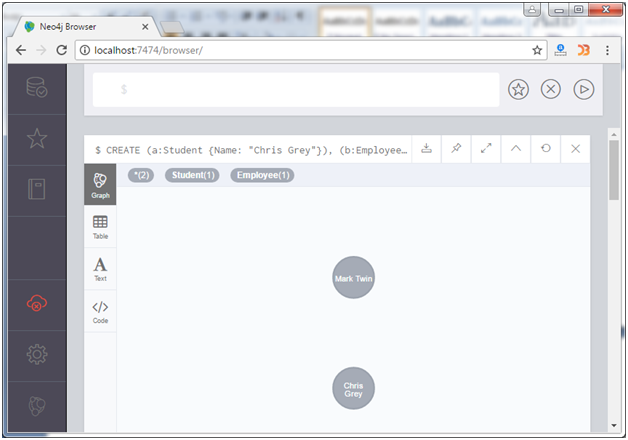 Neo4j Browser
localhost:7474/browser/
$
$ CREATE (a:Student {Name: "Chris Grey"}), (b:Employee…
*(2) Student(1) Employee(1)
Graph
Table
Text
Code
Mark Twin
Chris
Grey